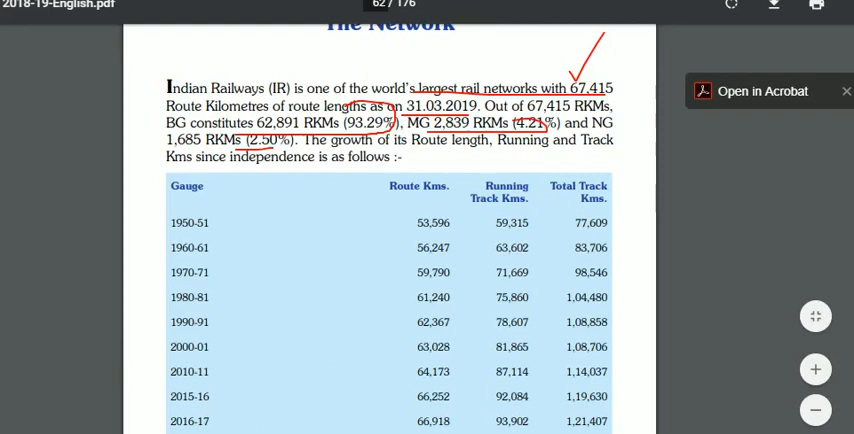 2018-19-English.pdf
62 / 176
The Network
Indian Railways (IR) is one of the world's largest rail networks with 67,415
Route Kilometres of route lengths as on 31.03.2019. Out of 67,415 RKMs,
BG constitutes 62,891 RKMs (93.29%), MG 2,839 RKMs (4.21%) and NG
1,685 RKMs (2.50%). The growth of its Route length, Running and Track
Kms since independence is as follows :-
Open in Acrobat
Gauge Route Kms. Running Total Track
Track Kms. Kms.
1950-51 53,596 59,315 77,609
1960-61 56,247 63,602 83,706
1970-71 59,790 71,669 98,546
1980-81 61,240 75,860 1,04,480
1990-91 62,367 78,607 1,08,858
2000-01 63,028 81,865 1,08,706
2010-11 64,173 87,114 1,14,037
2015-16 66,252 92,084 1,19,630
2016-17 66,918 93,902 1,21,407